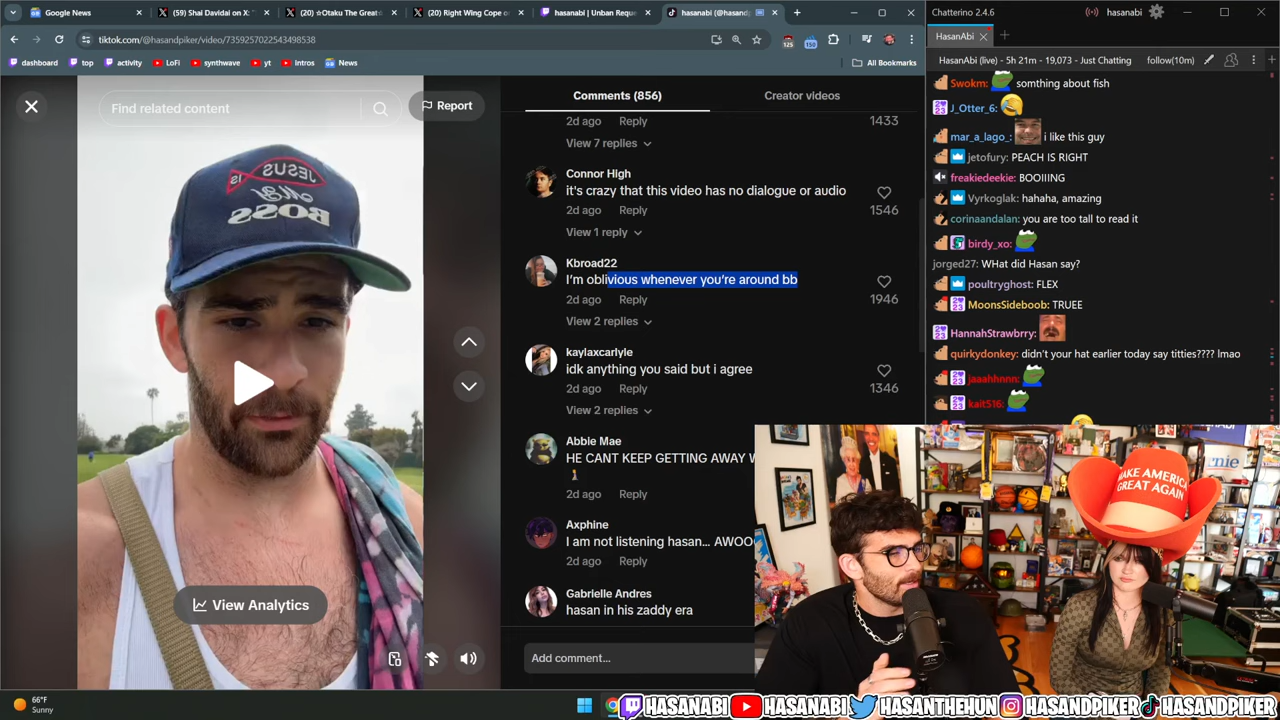 (59) Shai Davidai on X: "
(20) ☆Otaku The Great
(20) Right Wing Cope or
hasanabi | Unban Reque
hasanabi (@hasand
Google News
tiktok.com/@hasandpiker/video/7359257022543498538
125
150
dashboard
top
activity
LoFi
synthwave
yt
intros
News
All Bookmarks
Find related content
Report
JESUS
is
my
BOSS
View Analytics
Comments (856)
Creator videos
2d ago Reply 1433
View 7 replies
Connor High
it's crazy that this video has no dialogue or audio
2d ago Reply 1546
View 1 reply
Kbroad22
I'm oblivious whenever you're around bb
2d ago Reply 1946
View 2 replies
kaylaxcarlyle
idk anything you said but i agree
2d ago Reply 1346
View 2 replies
Abbie Mae
HE CANT KEEP GETTING AWAY W
2d ago Reply
Axphine
I am not listening hasan... AWOO
2d ago Reply
Gabrielle Andres
hasan in his zaddy era
Add comment...
Chatterino 2.4.6
hasanabi
HasanAbi
HasanAbi (live) - 5h 21m - 19,073 - Just Chatting
follow(10m)
Swokm: somthing about fish
J_Otter_6:
mar_a_lago_: i like this guy
jetofury: PEACH IS RIGHT
freakiedeekie: BOOIIING
Vyrkoglak: hahaha, amazing
corinaandalan: you are too tall to read it
birdy_xo:
jorged27: WHat did Hasan say?
poultryghost: FLEX
MoonsSideboob: TRUEE
HannahStrawbrry:
quirkydonkey: didn't your hat earlier today say titties???? lmao
jaaahhnnn:
kait516:
MAKE AMERICA
GREAT AGAIN
ernie
66°F
Sunny
HASANABI
HASANABI
HASANTHEHUN
HASANDPIKER
HASANDPIKER